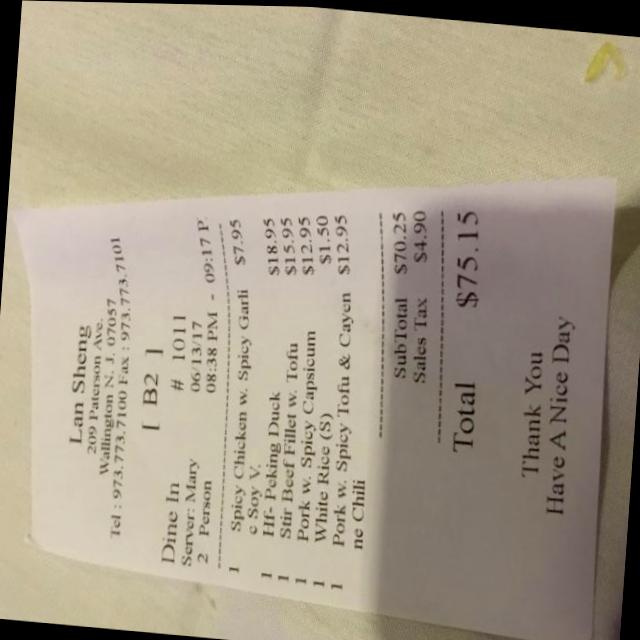 Lan Sheng
209 Paterson Ave.
Wallington N. J. 07057
Tel : 973.773.7100 Fax : 973.773.7101
[ B2 ]
Dine In # 1011
Server: Mary 06/13/17
2 Person 08:38 PM - 09:17 P
1 Spicy Chicken w. Spicy Garli $7.95
c Soy V.
1 Hf- Peking Duck $18.95
1 Stir Beef Fillet w. Tofu $15.95
1 Pork w. Spicy Capsicum $12.95
1 White Rice (S) $1.50
1 Pork w. Spicy Tofu & Cayen $12.95
ne Chili
SubTotal $70.25
Sales Tax $4.90
Total $75.15
Thank You
Have A Nice Day